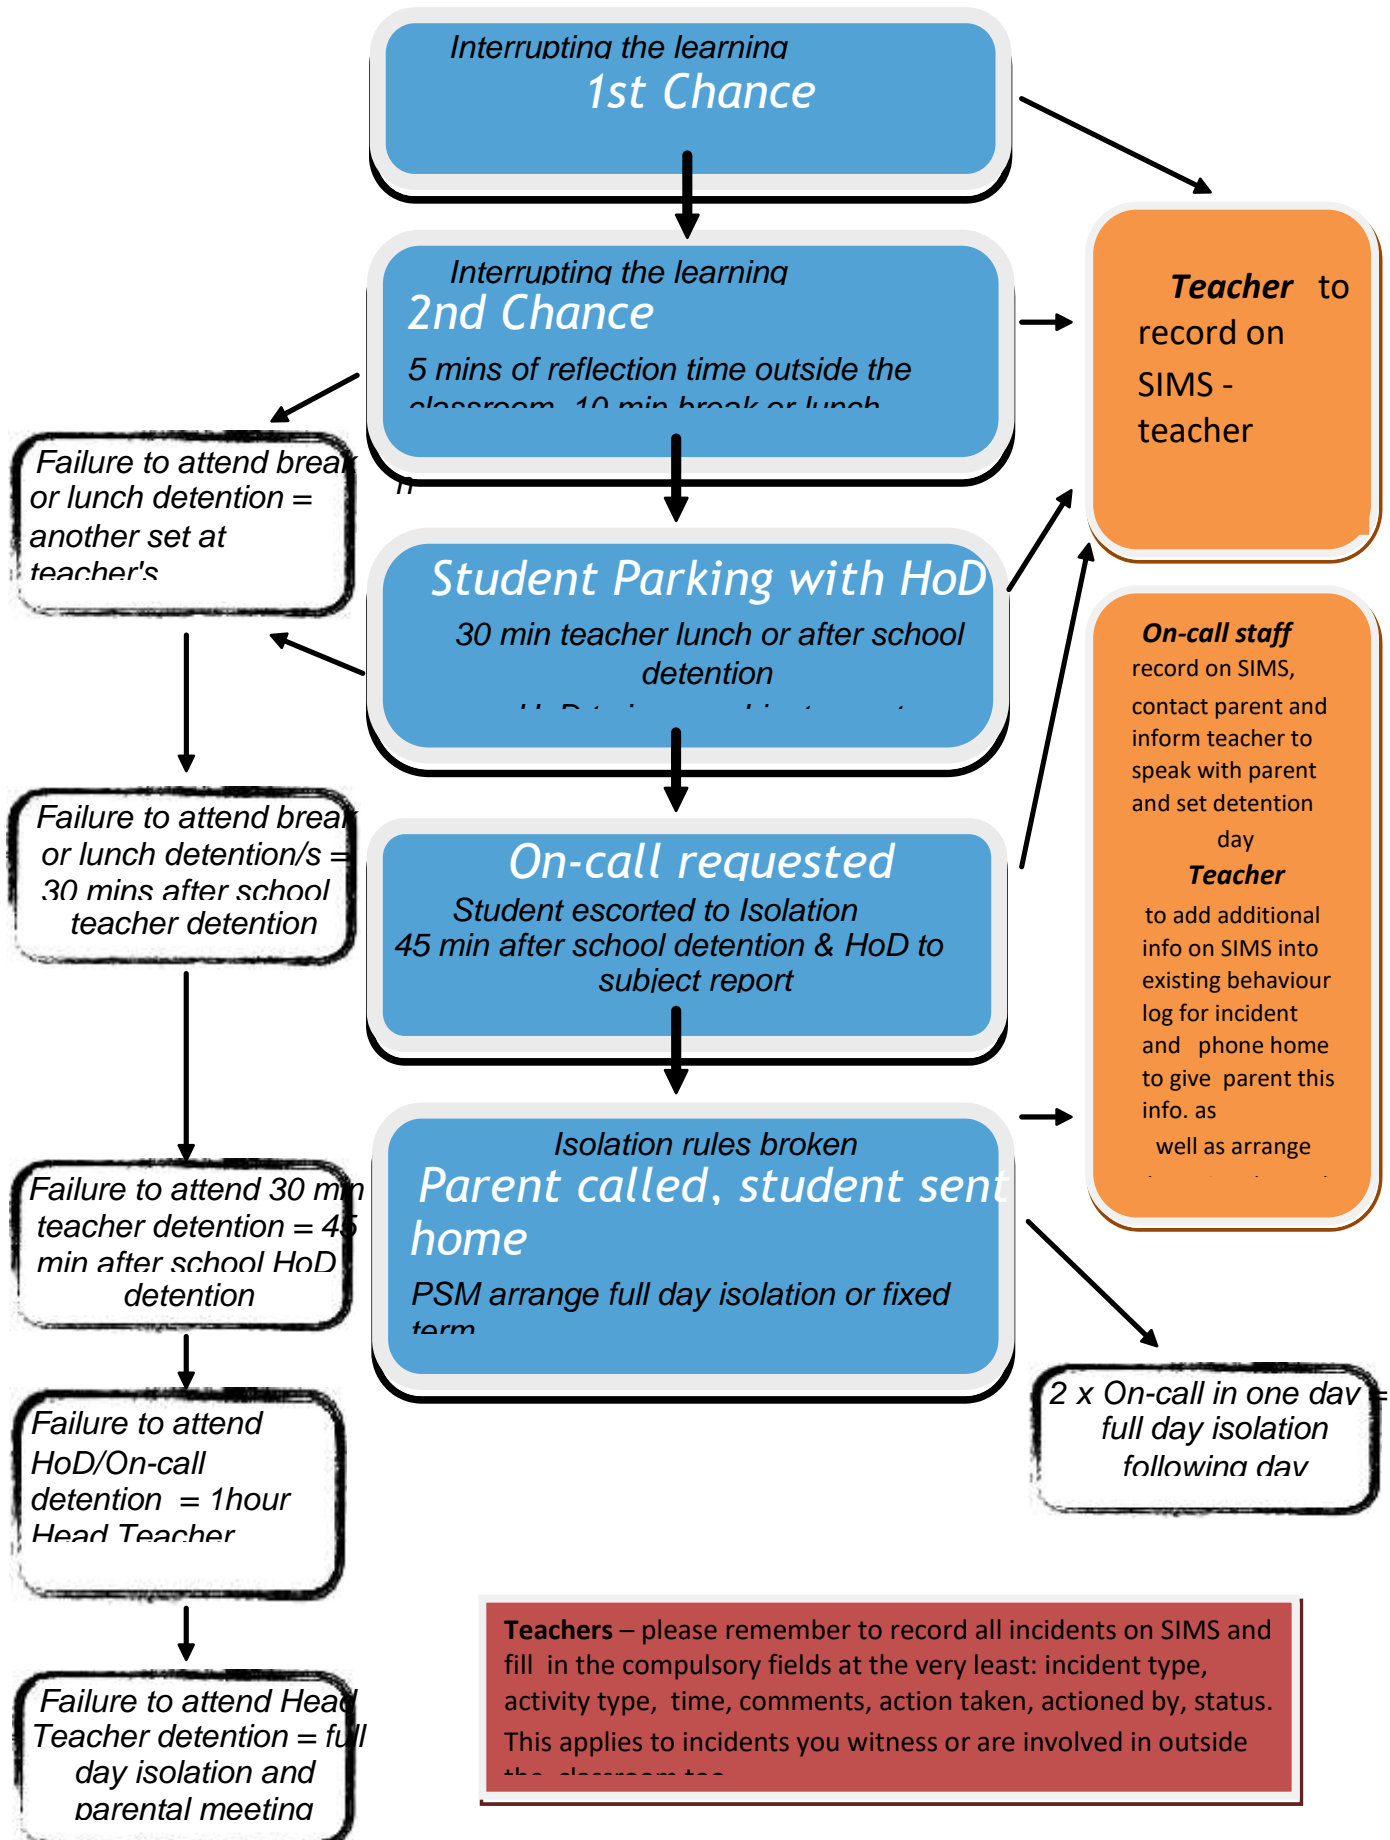 Interrupting the learning
1st Chance
Interrupting the learning
2nd Chance
5 mins of reflection time outside the
classroom 10 min break or lunch
n
Teacher to
record on
SIMS -
teacher
Failure to attend break
or lunch detention =
another set at
teacher's
Student Parking with HoD
30 min teacher lunch or after school
detention
On-call staff
record on SIMS,
contact parent and
inform teacher to
speak with parent
and set detention
day
Teacher
to add additional
info on SIMS into
existing behaviour
log for incident
and phone home
to give parent this
info. as
well as arrange
Failure to attend break
or lunch detention/s =
30 mins after school
teacher detention
On-call requested
Student escorted to Isolation
45 min after school detention & HoD to
subject report
Isolation rules broken
Parent called, student sent
home
PSM arrange full day isolation or fixed
term
Failure to attend 30 min
teacher detention = 45
min after school HoD
detention
2 x On-call in one day =
full day isolation
following day
Failure to attend
HoD/On-call
detention = 1hour
Head Teacher
Failure to attend Head
Teacher detention = full
day isolation and
parental meeting
Teachers – please remember to record all incidents on SIMS and
fill in the compulsory fields at the very least: incident type,
activity type, time, comments, action taken, actioned by, status.
This applies to incidents you witness or are involved in outside
the classroom too